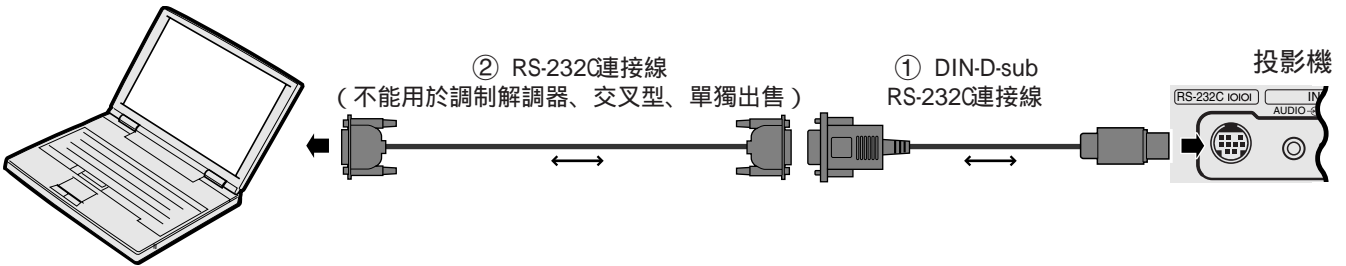 ② RS-232C連接線
(不能用於調制解調器、交叉型、單獨出售)
① DIN-D-sub
RS-232C連接線
投影機
RS-232C IOIOI
IN
AUDIO